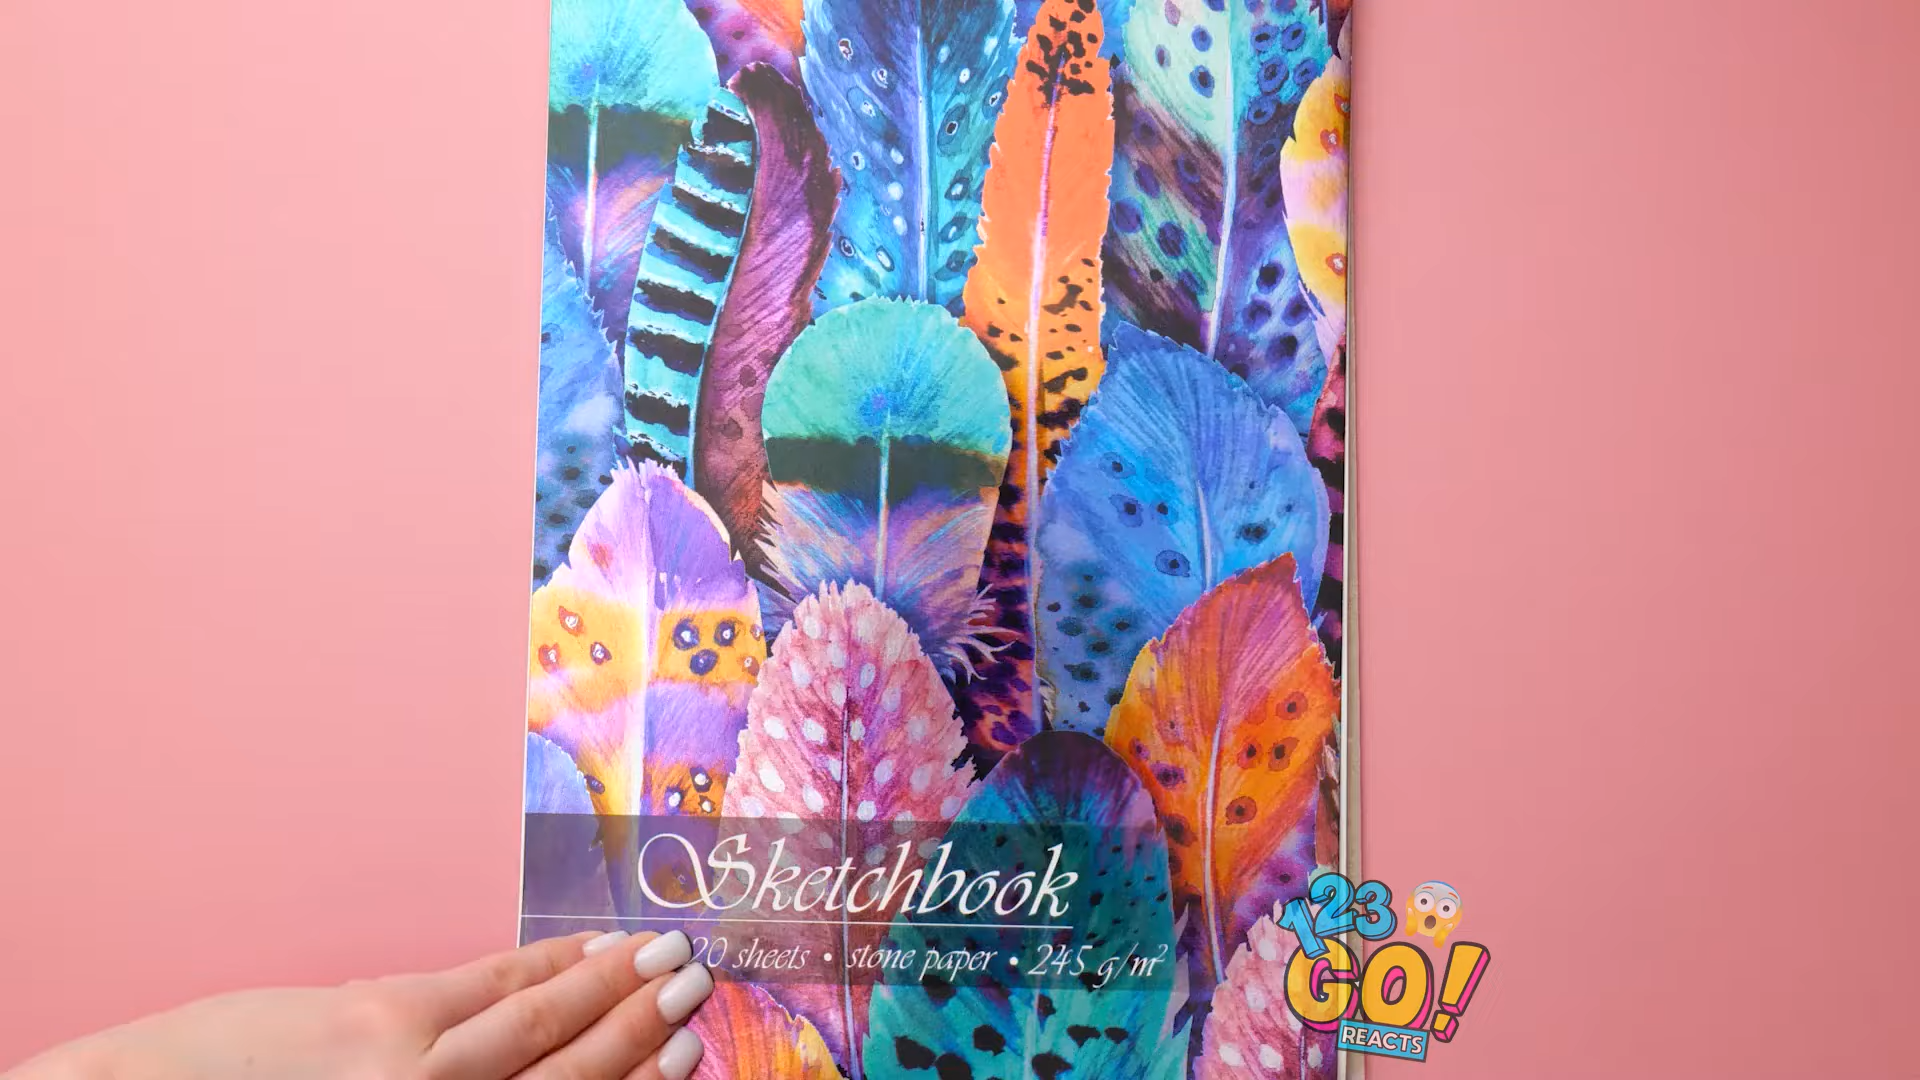 Sketchbook
20 sheets • stone paper • 245 g/m²
123
GO!
REACTS